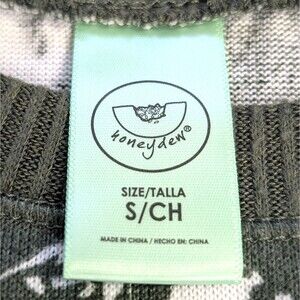 honeydew®
SIZE/TALLA
S/CH
MADE IN CHINA / HECHO EN: CHINA